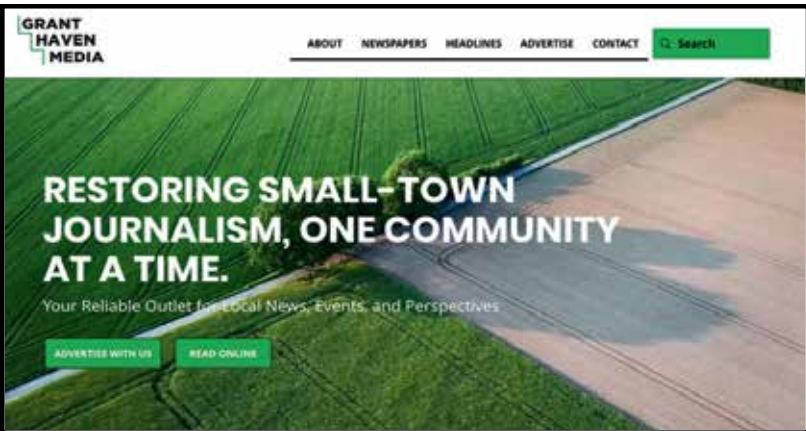 GRANT
HAVEN
MEDIA
ABOUT NEWSPAPERS HEADLINES ADVERTISE CONTACT Search
RESTORING SMALL-TOWN
JOURNALISM, ONE COMMUNITY
AT A TIME.
Your Reliable Outlet for Local News, Events, and Perspectives
ADVERTISE WITH US READ ONLINE